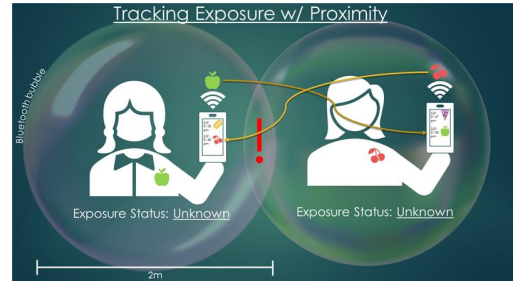 Tracking Exposure w/ Proximity
Bluetooth bubble
Exposure Status: Unknown
Exposure Status: Unknown
2m